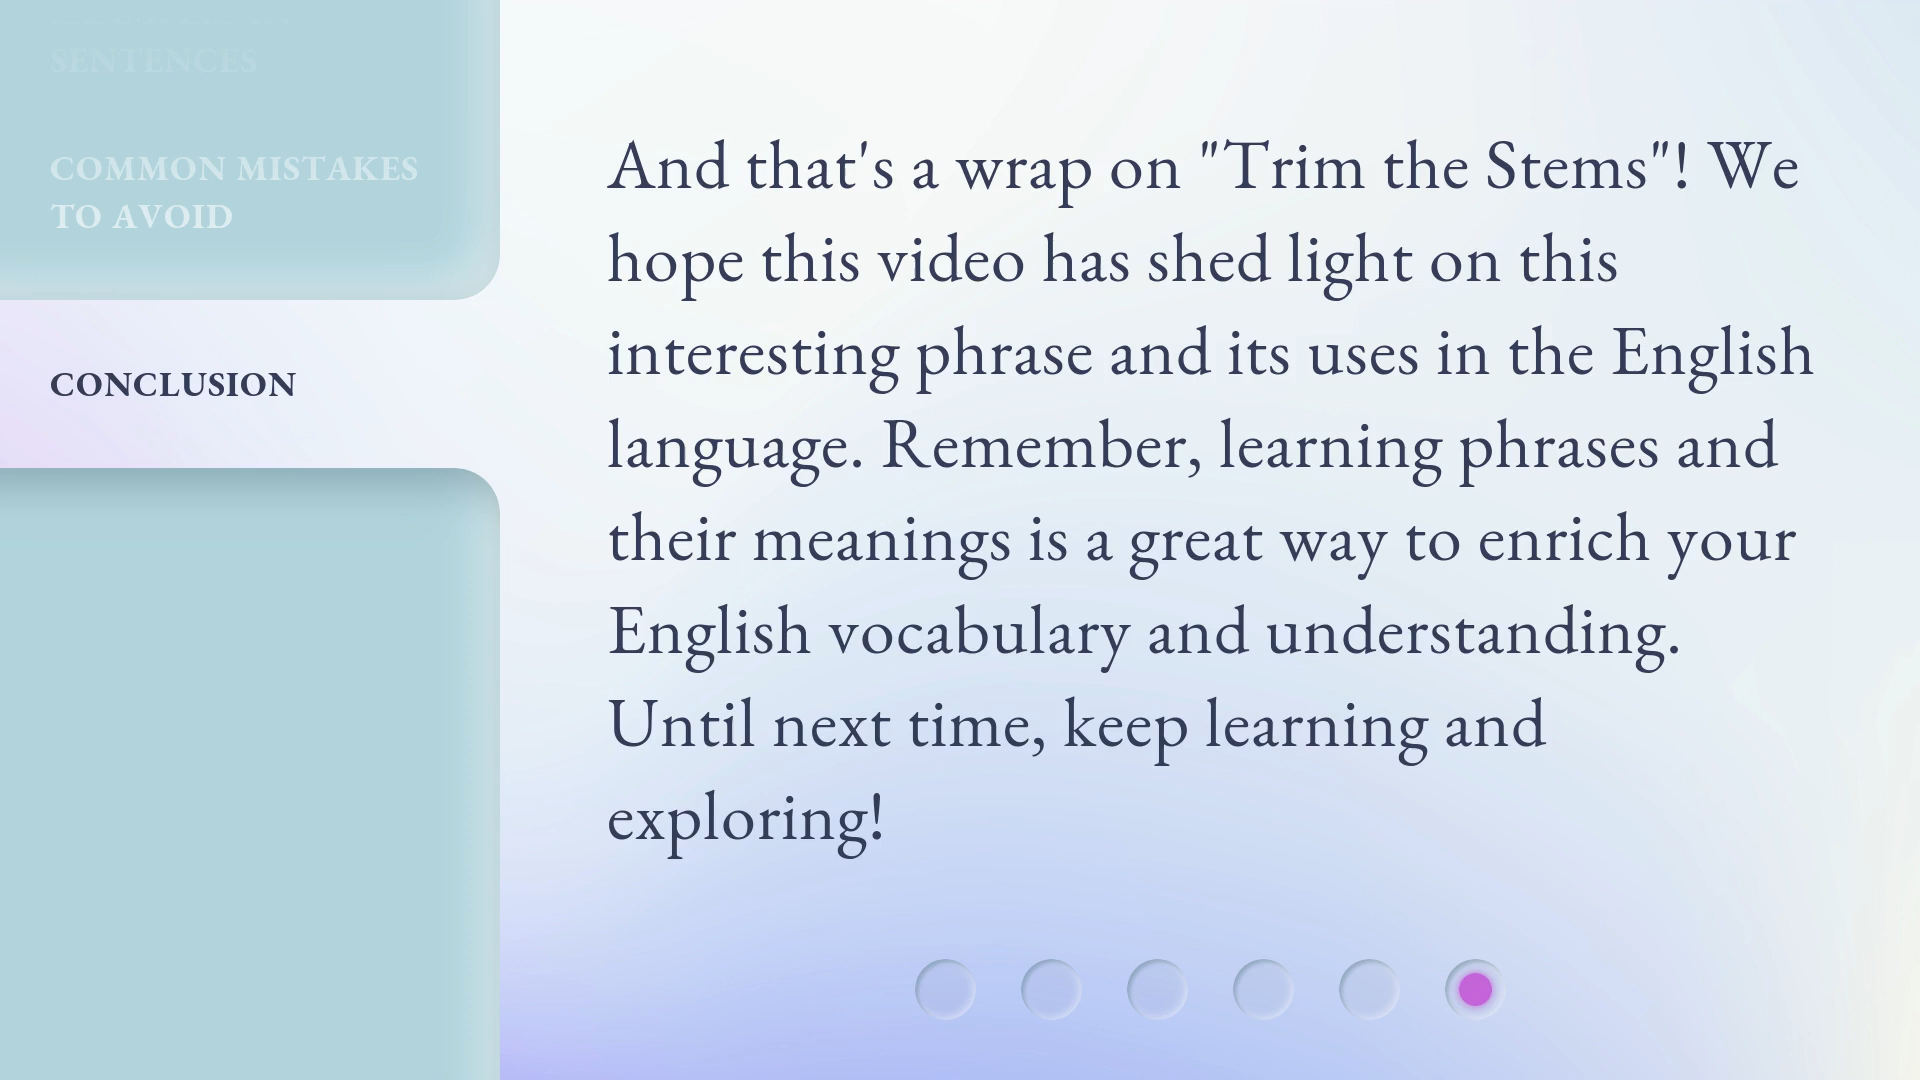 SENTENCES
COMMON MISTAKES
TO AVOID
CONCLUSION
And that's a wrap on "Trim the Stems"! We
hope this video has shed light on this
interesting phrase and its uses in the English
language. Remember, learning phrases and
their meanings is a great way to enrich your
English vocabulary and understanding.
Until next time, keep learning and
exploring!